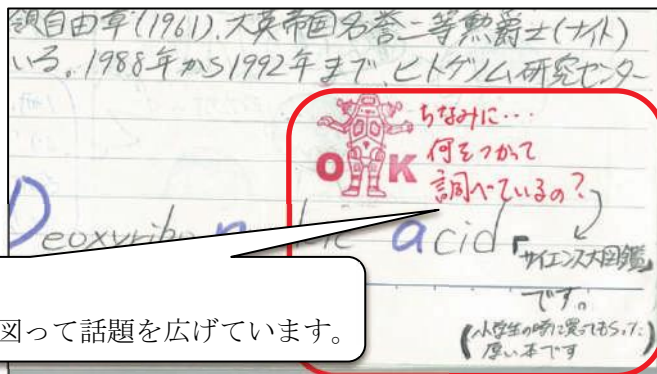 領自由章(1961), 大英帝国名誉二等勲爵士(ナイト)
いる。1988年から1992年まで、ヒトゲノム研究センター
ちなみに…
OK 何をつかって
調べているの?
Deoxyribo acid
「サイエンス大図鑑」
です。
図って話題を広げています。
(小学生の時に買ってもらった
厚い本です)